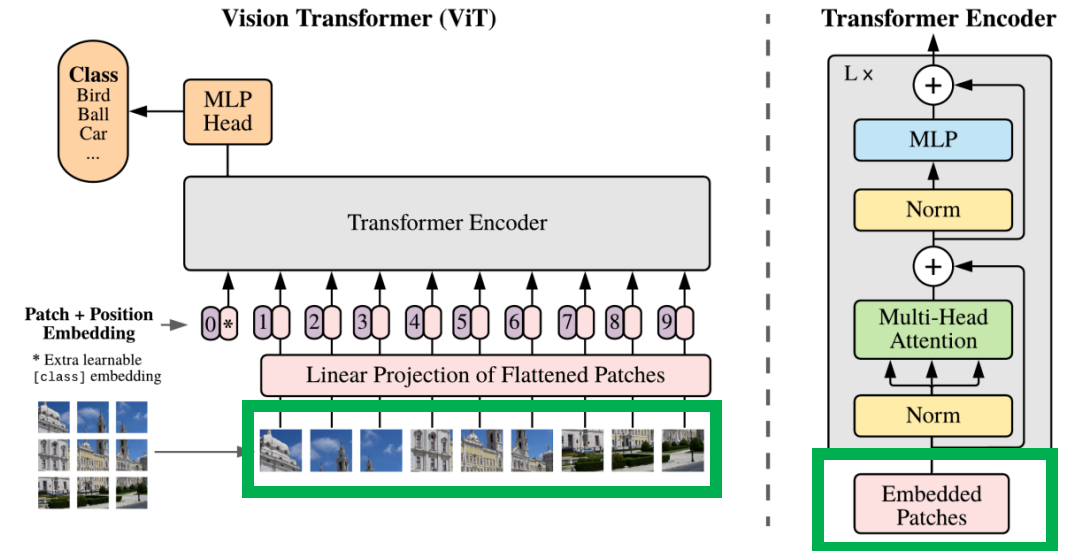 Vision Transformer (ViT)
Class
Bird
Ball
Car
...
MLP
Head
Transformer Encoder
Patch + Position
Embedding
* Extra learnable
[class] embedding
0 * 1 2 3 4 5 6 7 8 9
Linear Projection of Flattened Patches
Transformer Encoder
L ×
+
MLP
Norm
+
Multi-Head
Attention
Norm
Embedded
Patches